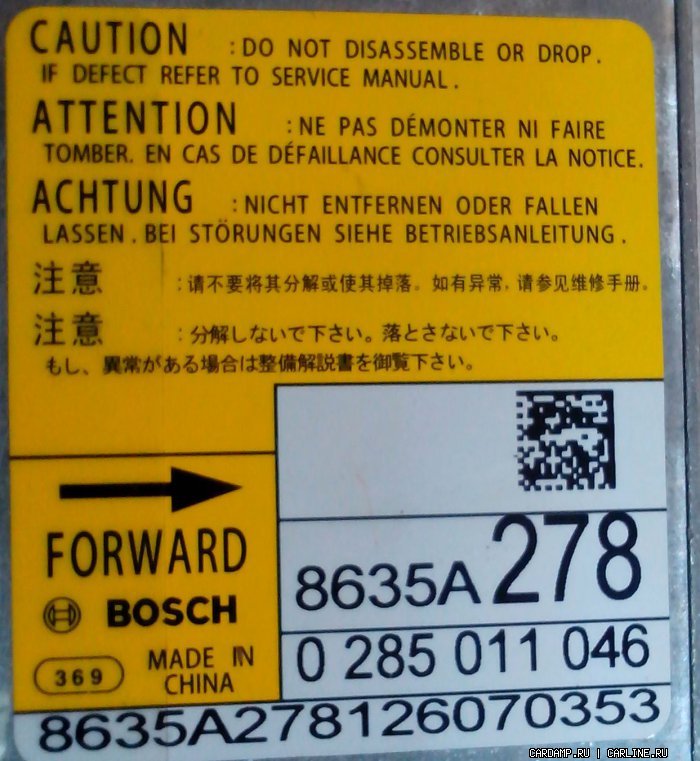 CAUTION : DO NOT DISASSEMBLE OR DROP.
IF DEFECT REFER TO SERVICE MANUAL.
ATTENTION : NE PAS DÉMONTER NI FAIRE
TOMBER. EN CAS DE DÉFAILLANCE CONSULTER LA NOTICE.
ACHTUNG : NICHT ENTFERNEN ODER FALLEN
LASSEN. BEI STÖRUNGEN SIEHE BETRIEBSANLEITUNG.
注意 : 请不要将其分解或使其掉落。如有异常, 请参见维修手册。
注意 : 分解しないで下さい。落とさないで下さい。
もし、異常がある場合は整備解説書を御覧下さい。
FORWARD
BOSCH
369
MADE IN
CHINA
8635A278
0 285 011 046
8635A278126070353
CARDAMP.RU | CARLINE.RU